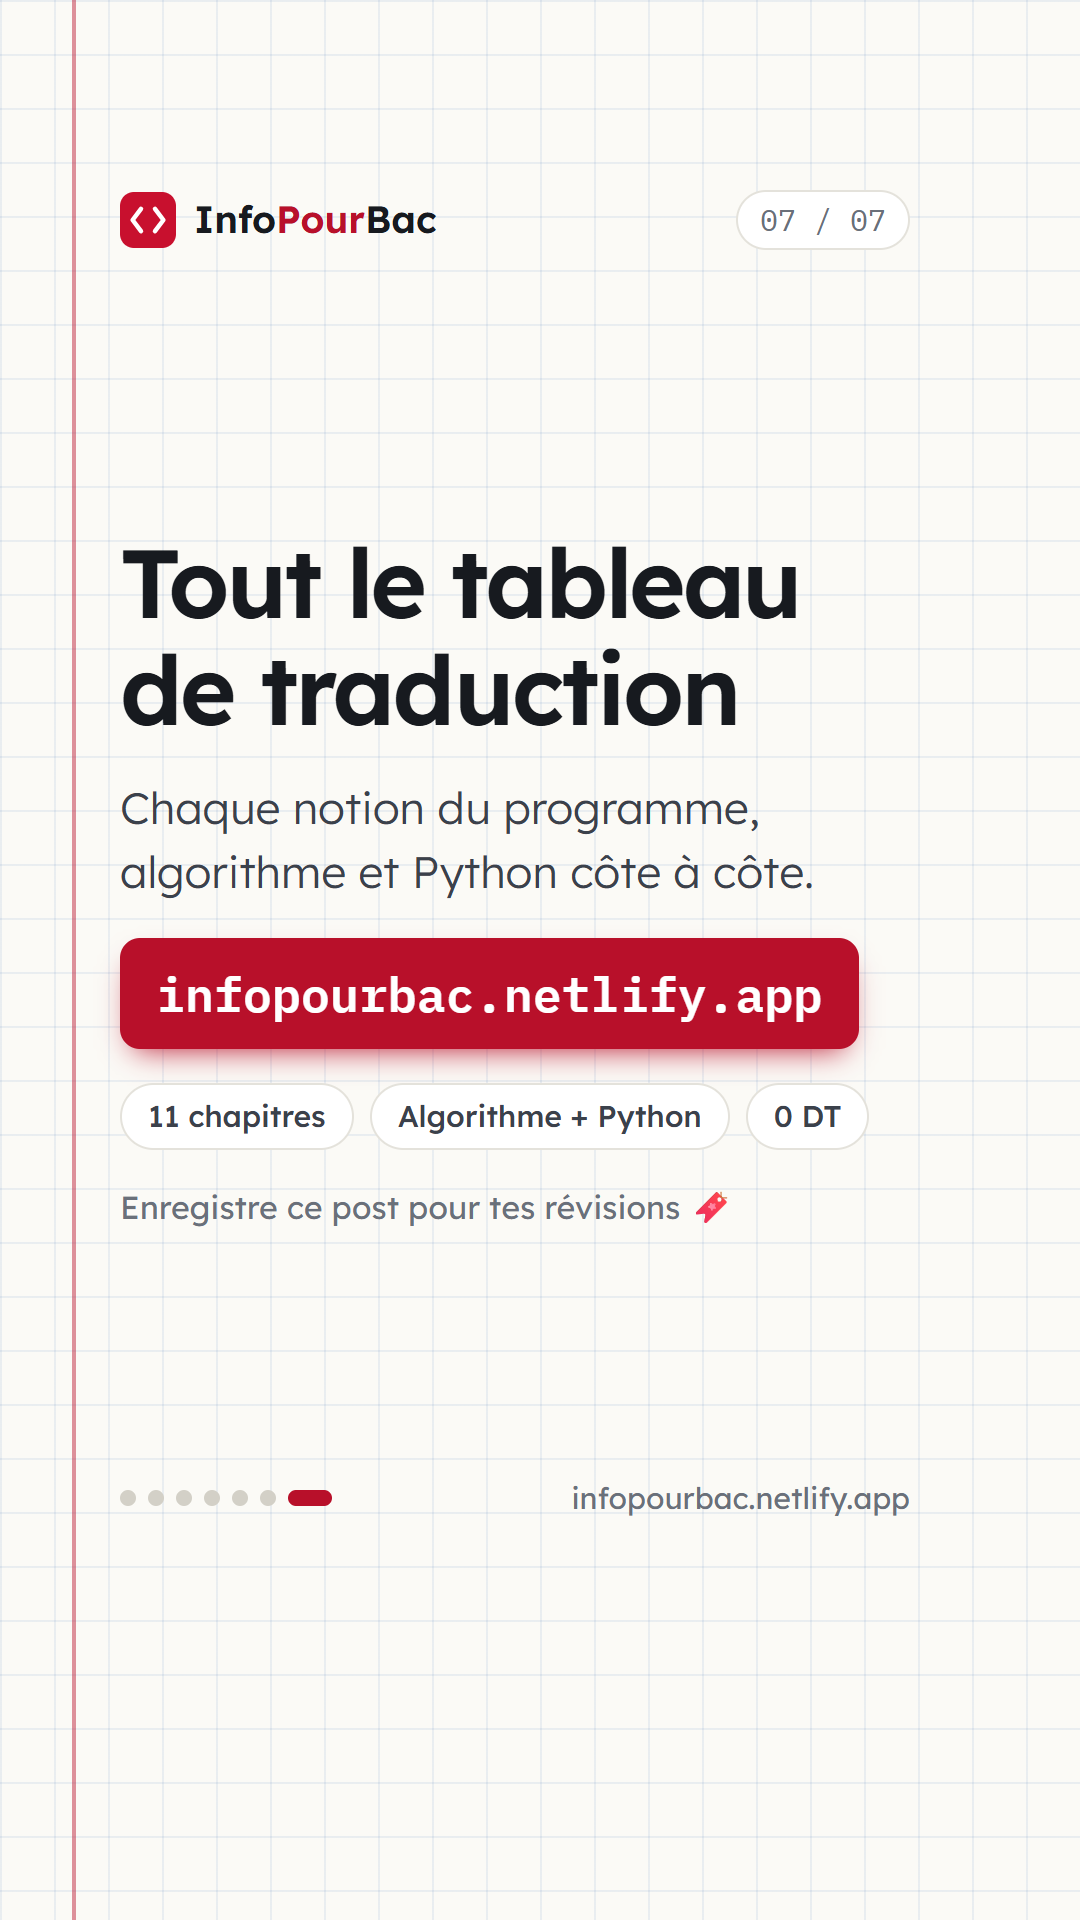 InfoPourBac
07 / 07
Tout le tableau
de traduction
Chaque notion du programme,
algorithme et Python côte à côte.
infopourbac.netlify.app
11 chapitres
Algorithme + Python
0 DT
Enregistre ce post pour tes révisions
infopourbac.netlify.app